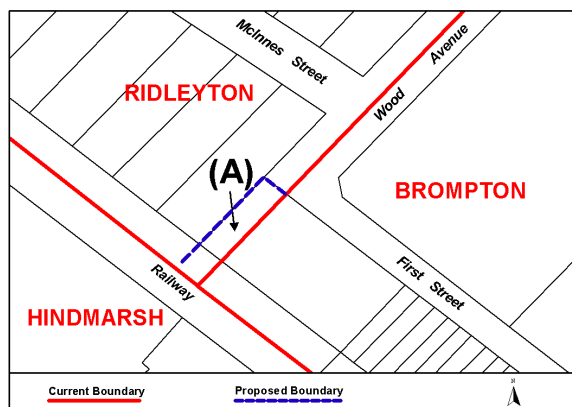 McInnes Street
RIDLEYTON
Wood Avenue
(A)
BROMPTON
Railway
First Street
HINDMARSH
Current Boundary
Proposed Boundary
N